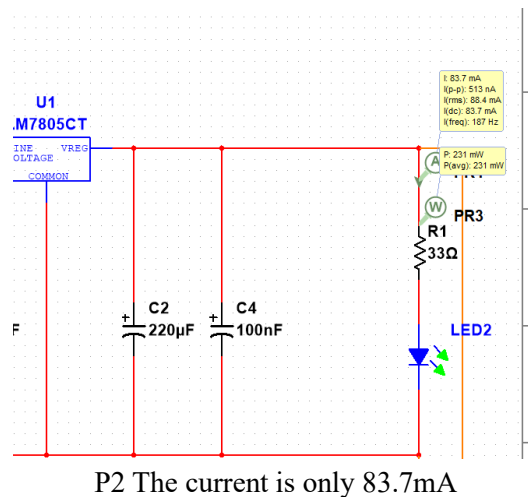 I: 83.7 mA
I(p-p): 513 nA
I(rms): 88.4 mA
I(dc): 83.7 mA
I(freq): 187 Hz
U1
LM7805CT
INE VREG
OLTAGE
COMMON
A
P: 231 mW
P(avg): 231 mW
W
PR3
R1
33Ω
+
C2
220µF
+
C4
100nF
F
LED2
P2 The current is only 83.7mA